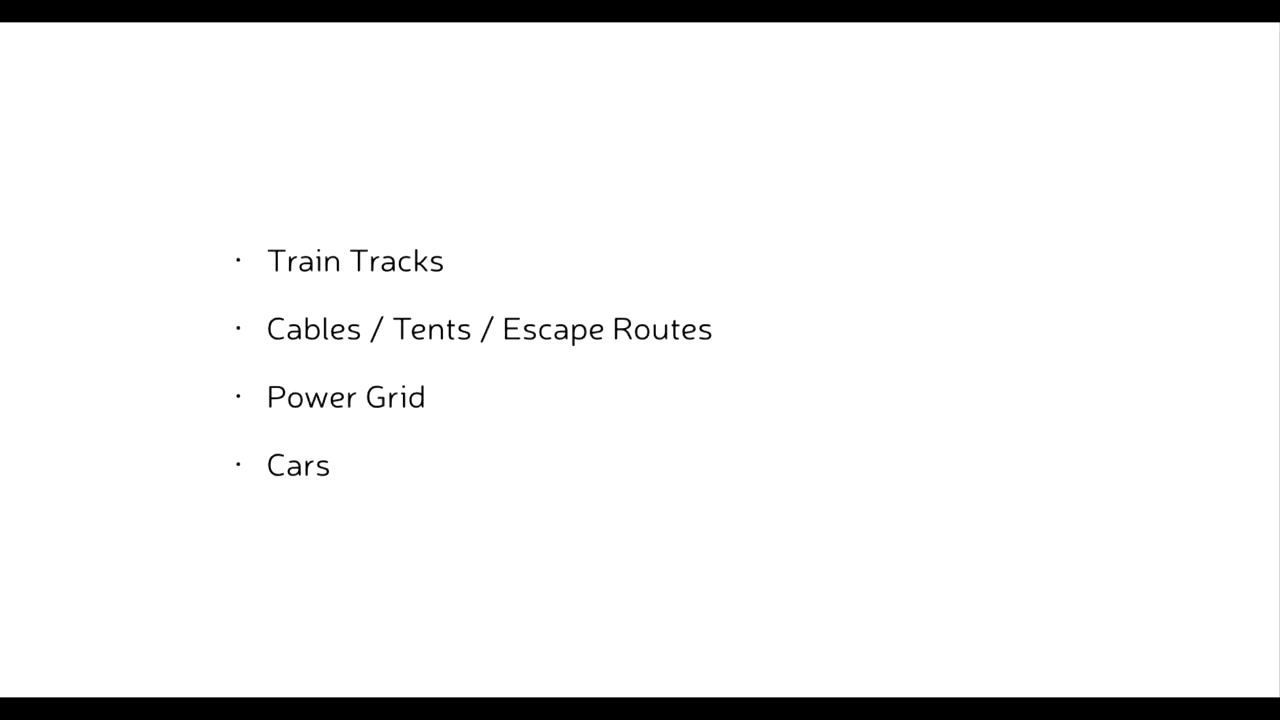 · Train Tracks
· Cables / Tents / Escape Routes
· Power Grid
· Cars